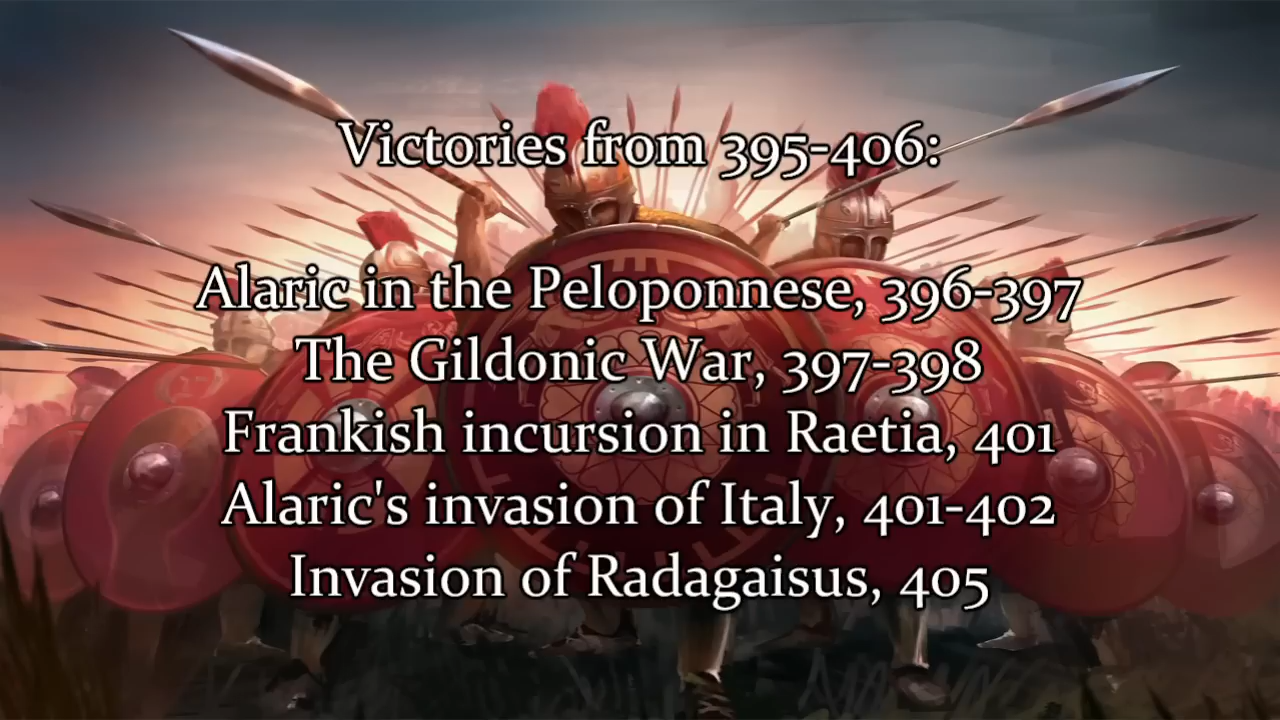 Victories from 395-406:
Alaric in the Peloponnese, 396-397
The Gildonic War, 397-398
Frankish incursion in Raetia, 401
Alaric's invasion of Italy, 401-402
Invasion of Radagaisus, 405